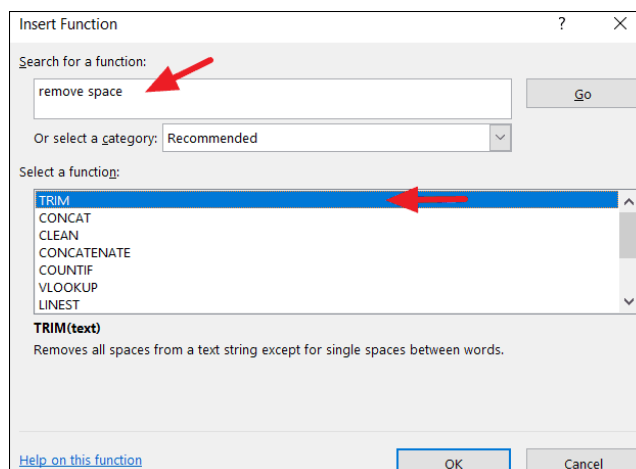 Insert Function ? ×
Search for a function:
remove space
Go
Or select a category: Recommended
Select a function:
TRIM
CONCAT
CLEAN
CONCATENATE
COUNTIF
VLOOKUP
LINEST
TRIM(text)
Removes all spaces from a text string except for single spaces between words.
Help on this function
OK Cancel